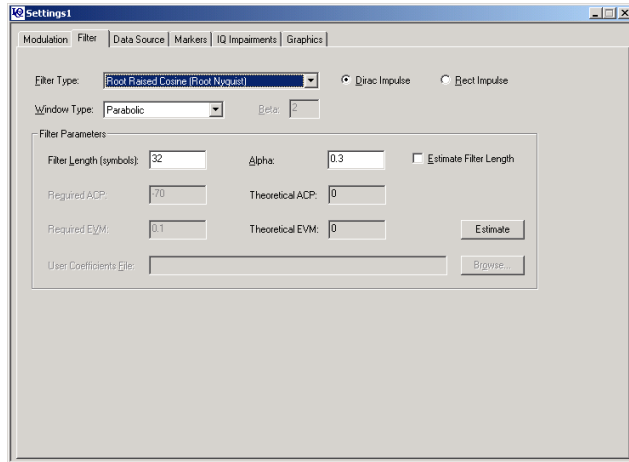 IQ Settings1
Modulation Filter Data Source Markers IQ Impairments Graphics
Filter Type: Root Raised Cosine (Root Nyquist) Dirac Impulse Rect Impulse
Window Type: Parabolic Beta: 2
Filter Parameters
Filter Length (symbols): 32 Alpha: 0.3 Estimate Filter Length
Required ACP: -70 Theoretical ACP: 0
Required EVM: 0.1 Theoretical EVM: 0 Estimate
User Coefficients File: Browse...